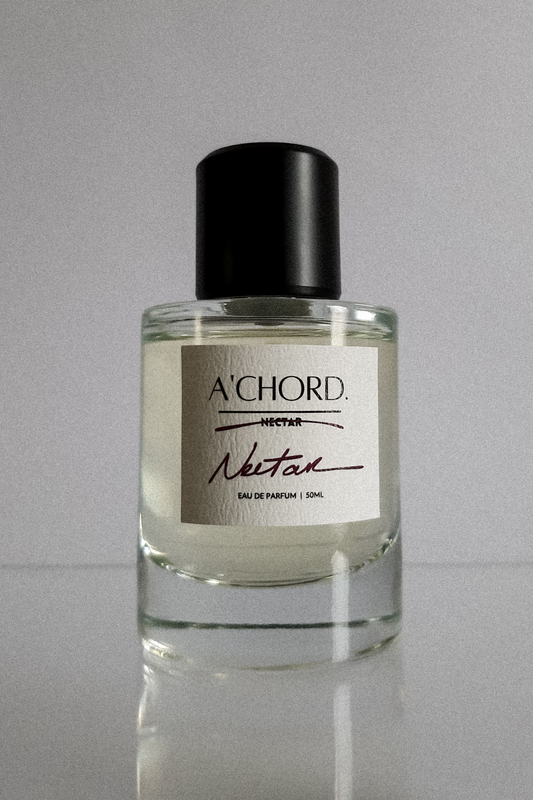 A'CHORD.
NECTAR
Nectar
EAU DE PARFUM | 50ML